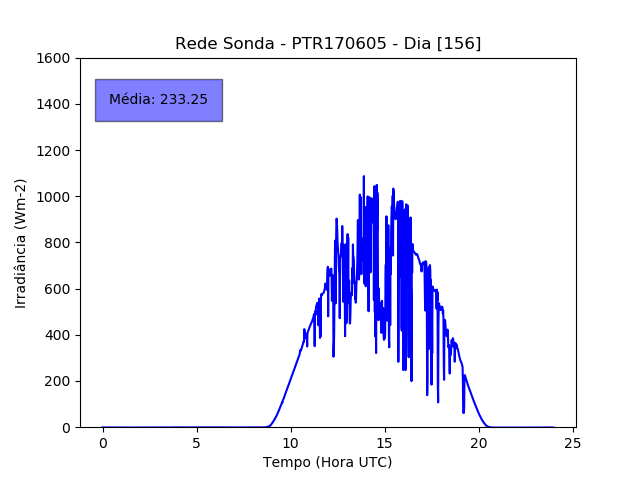 Rede Sonda - PTR170605 - Dia [156]
1600
1400
1200
1000
800
600
400
200
0
Irradiância (Wm-2)
Média: 233.25
0 5 10 15 20 25
Tempo (Hora UTC)